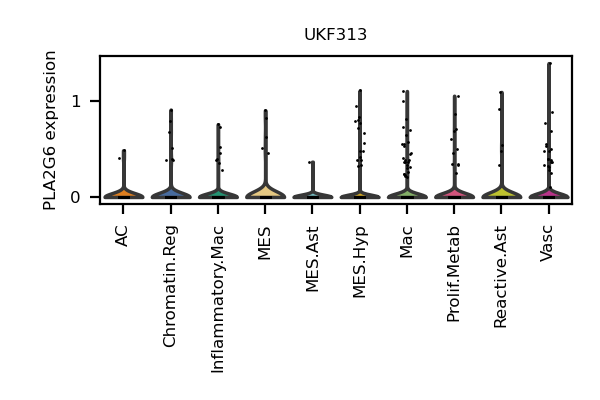 UKF313
PLA2G6 expression
1
0
AC
Chromatin.Reg
Inflammatory.Mac
MES
MES.Ast
MES.Hyp
Mac
Prolif.Metab
Reactive.Ast
Vasc